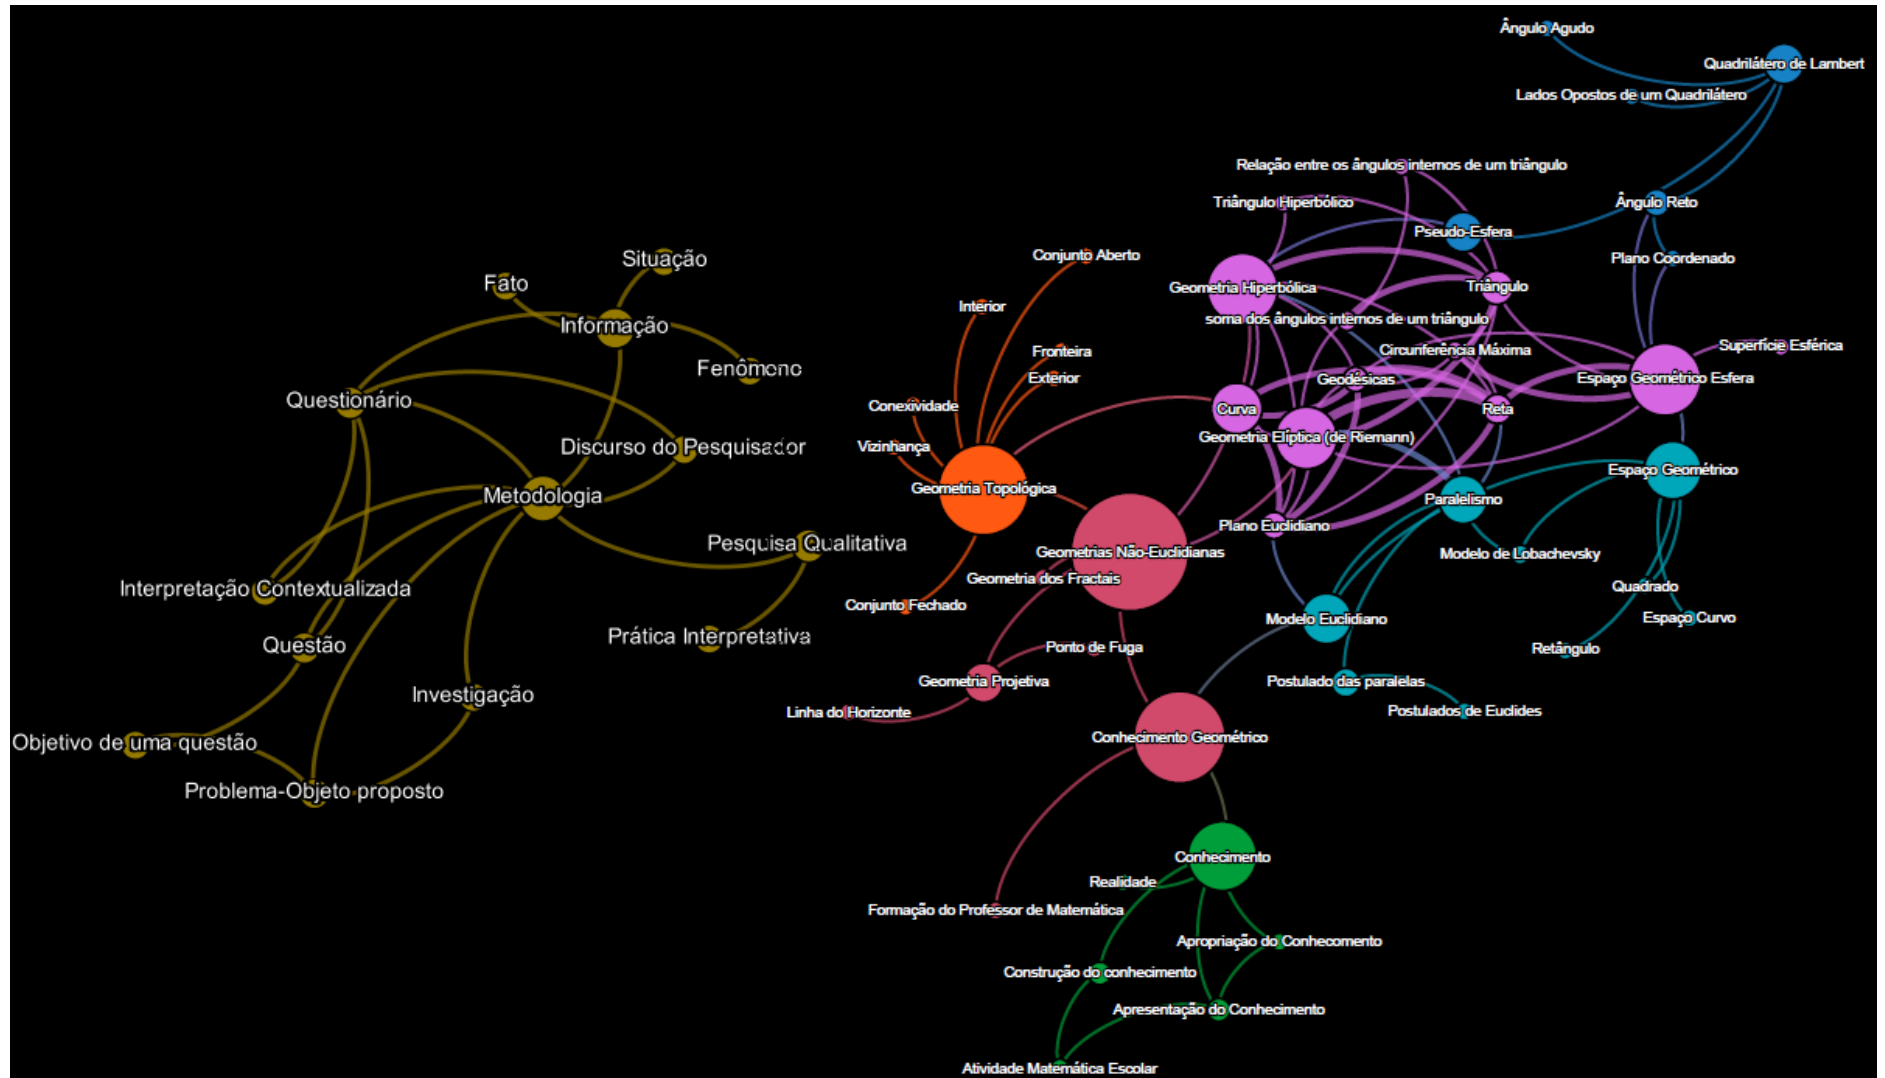 Ângulo Agudo
Quadrilátero de Lambert
Lados Opostos de um Quadrilátero
Relação entre os ângulos internos de um triângulo
Triângulo Hiperbólico
Ângulo Reto
Pseudo-Esfera
Conjunto Aberto
Situação
Plano Coordenado
Fato
Geometria Hiperbólica
Triângulo
Interior
soma dos ângulos internos de um triângulo
Informação
Superfície Esférica
Fronteira
Circunferência Máxima
Fenômeno
Exterior
Geodésicas
Espaço Geométrico Esfera
Questionário
Conexividade
Curva
Reta
Geometria Elíptica (de Riemann)
Discurso do Pesquisador
Vizinhança
Espaço Geométrico
Geometria Topológica
Metodologia
Paralelismo
Plano Euclidiano
Pesquisa Qualitativa
Geometrias Não-Euclidianas
Modelo de Lobachevsky
Geometria dos Fractais
Interpretação Contextualizada
Quadrado
Conjunto Fechado
Modelo Euclidiano
Espaço Curvo
Prática Interpretativa
Questão
Ponto de Fuga
Retângulo
Geometria Projetiva
Postulado das paralelas
Investigação
Linha do Horizonte
Postulados de Euclides
Conhecimento Geométrico
Objetivo de uma questão
Problema-Objeto proposto
Conhecimento
Realidade
Formação do Professor de Matemática
Apropriação do Conhecomento
Construção do conhecimento
Apresentação do Conhecimento
Atividade Matemática Escolar